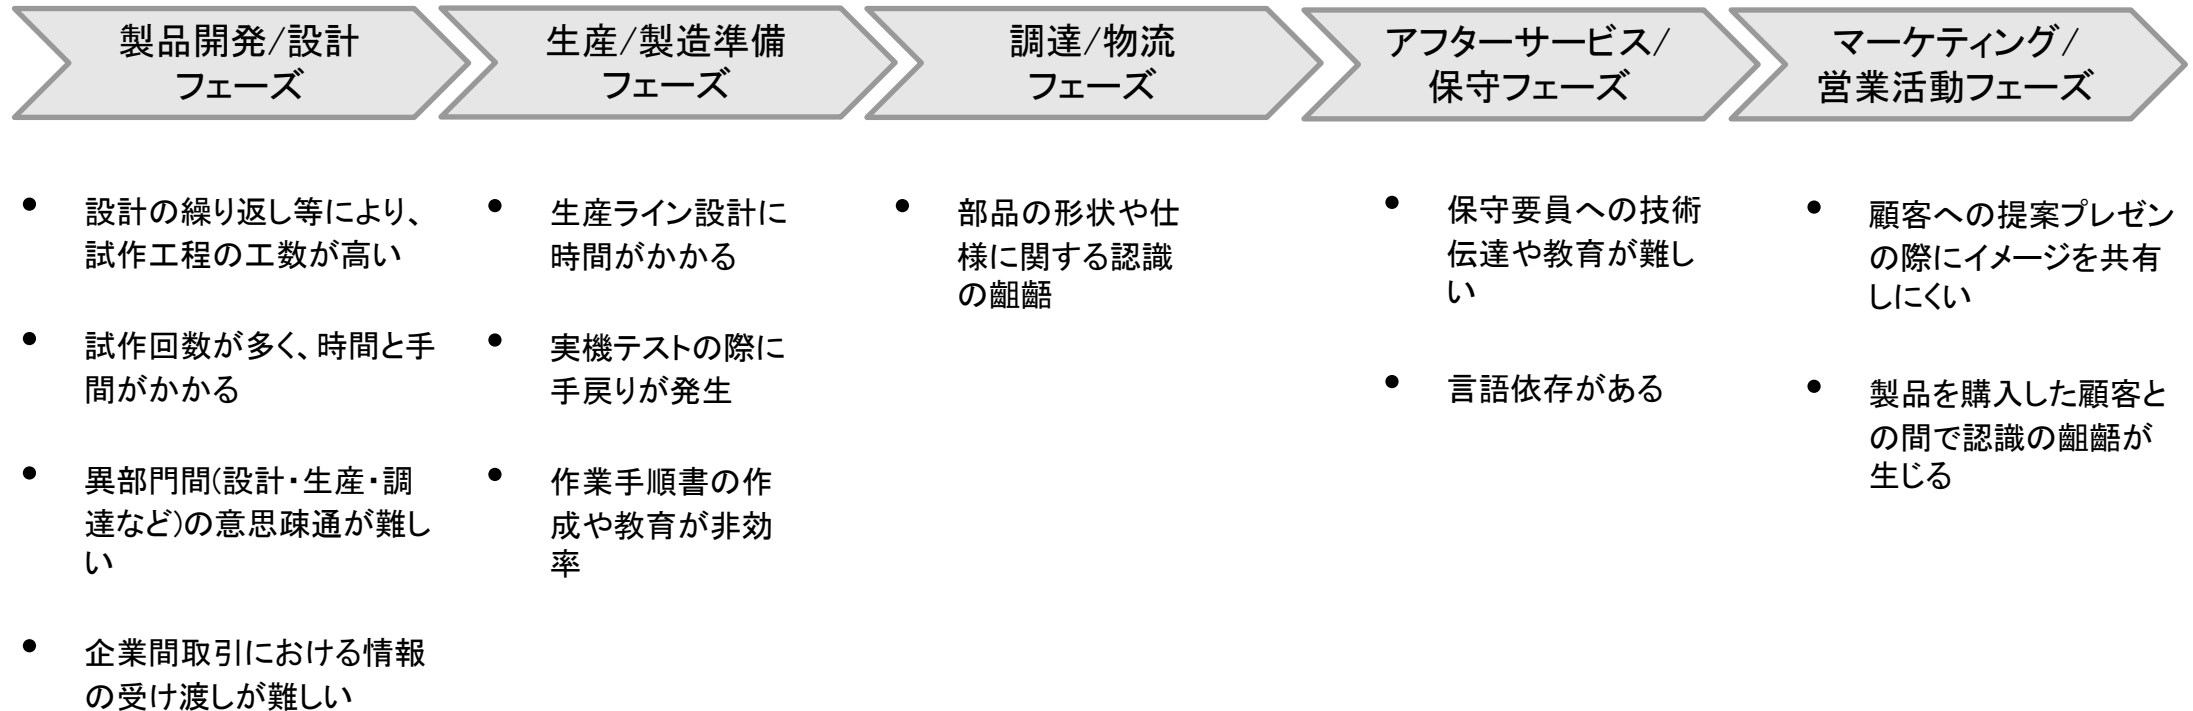 製品開発/設計
フェーズ
生産/製造準備
フェーズ
調達/物流
フェーズ
アフターサービス/
保守フェーズ
マーケティング/
営業活動フェーズ
• 設計の繰り返し等により、
試作工程の工数が高い
• 試作回数が多く、時間と手
間がかかる
• 異部門間(設計・生産・調
達など)の意思疎通が難し
い
• 企業間取引における情報
の受け渡しが難しい
• 生産ライン設計に
時間がかかる
• 実機テストの際に
手戻りが発生
• 作業手順書の作
成や教育が非効
率
• 部品の形状や仕
様に関する認識
の齟齬
• 保守要員への技術
伝達や教育が難し
い
• 言語依存がある
• 顧客への提案プレゼン
の際にイメージを共有
しにくい
• 製品を購入した顧客と
の間で認識の齟齬が
生じる